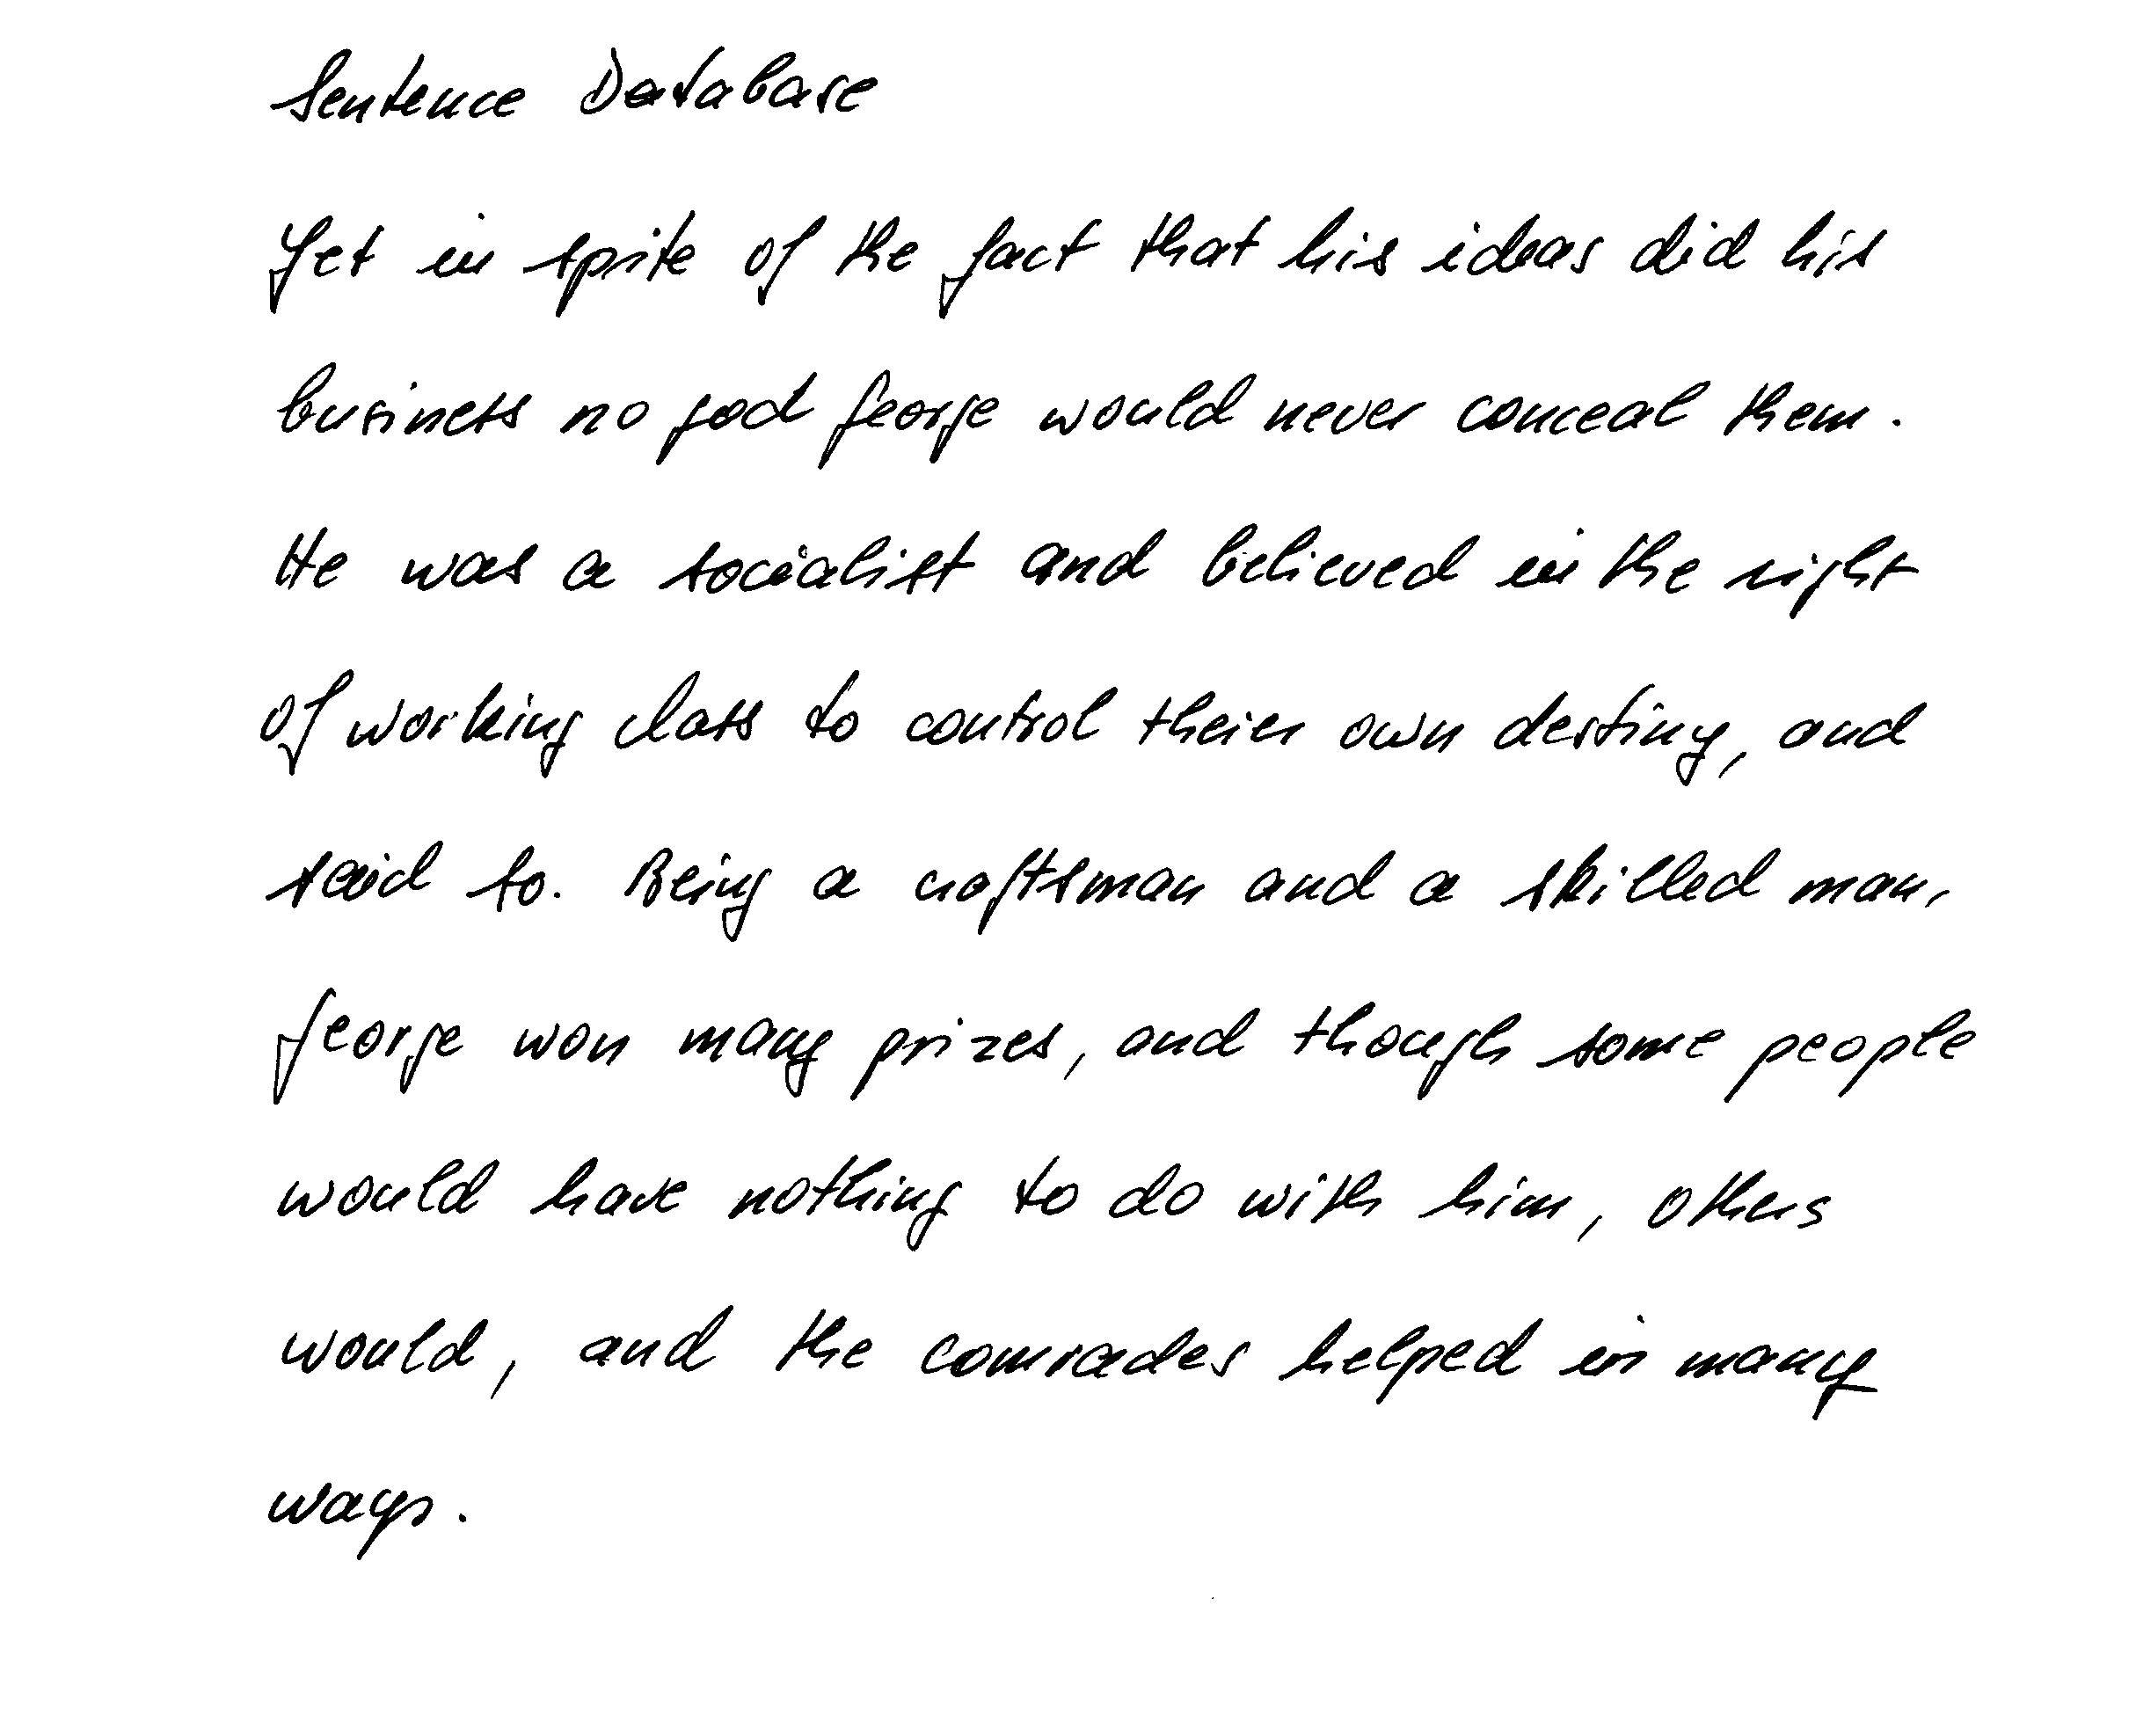 Sentence Database
Yet in sprite of the fact that his ideas did his
business no god George would never conceal them.
He was a socialist and believed in the right
of working class to control their own destiny, and
said so. Being a craftsman and a skilled man,
George won many prizes, and though some people
would have nothing to do with him, others
would, and the comrades helped in many
ways.